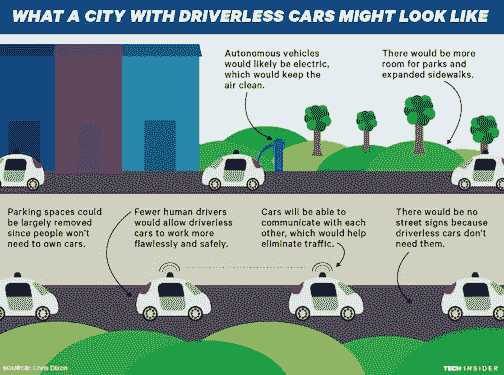 WHAT A CITY WITH DRIVERLESS CARS MIGHT LOOK LIKE
Autonomous vehicles
would likely be electric,
which would keep the
air clean.
There would be more
room for parks and
expanded sidewalks.
Parking spaces could
be largely removed
since people won't
need to own cars.
Fewer human drivers
would allow driverless
cars to work more
flawlessly and safely.
Cars will be able to
communicate with each
other, which would help
eliminate traffic.
There would be no
street signs because
driverless cars don't
need them.
SOURCE: Chris Dixon
TECH INSIDER